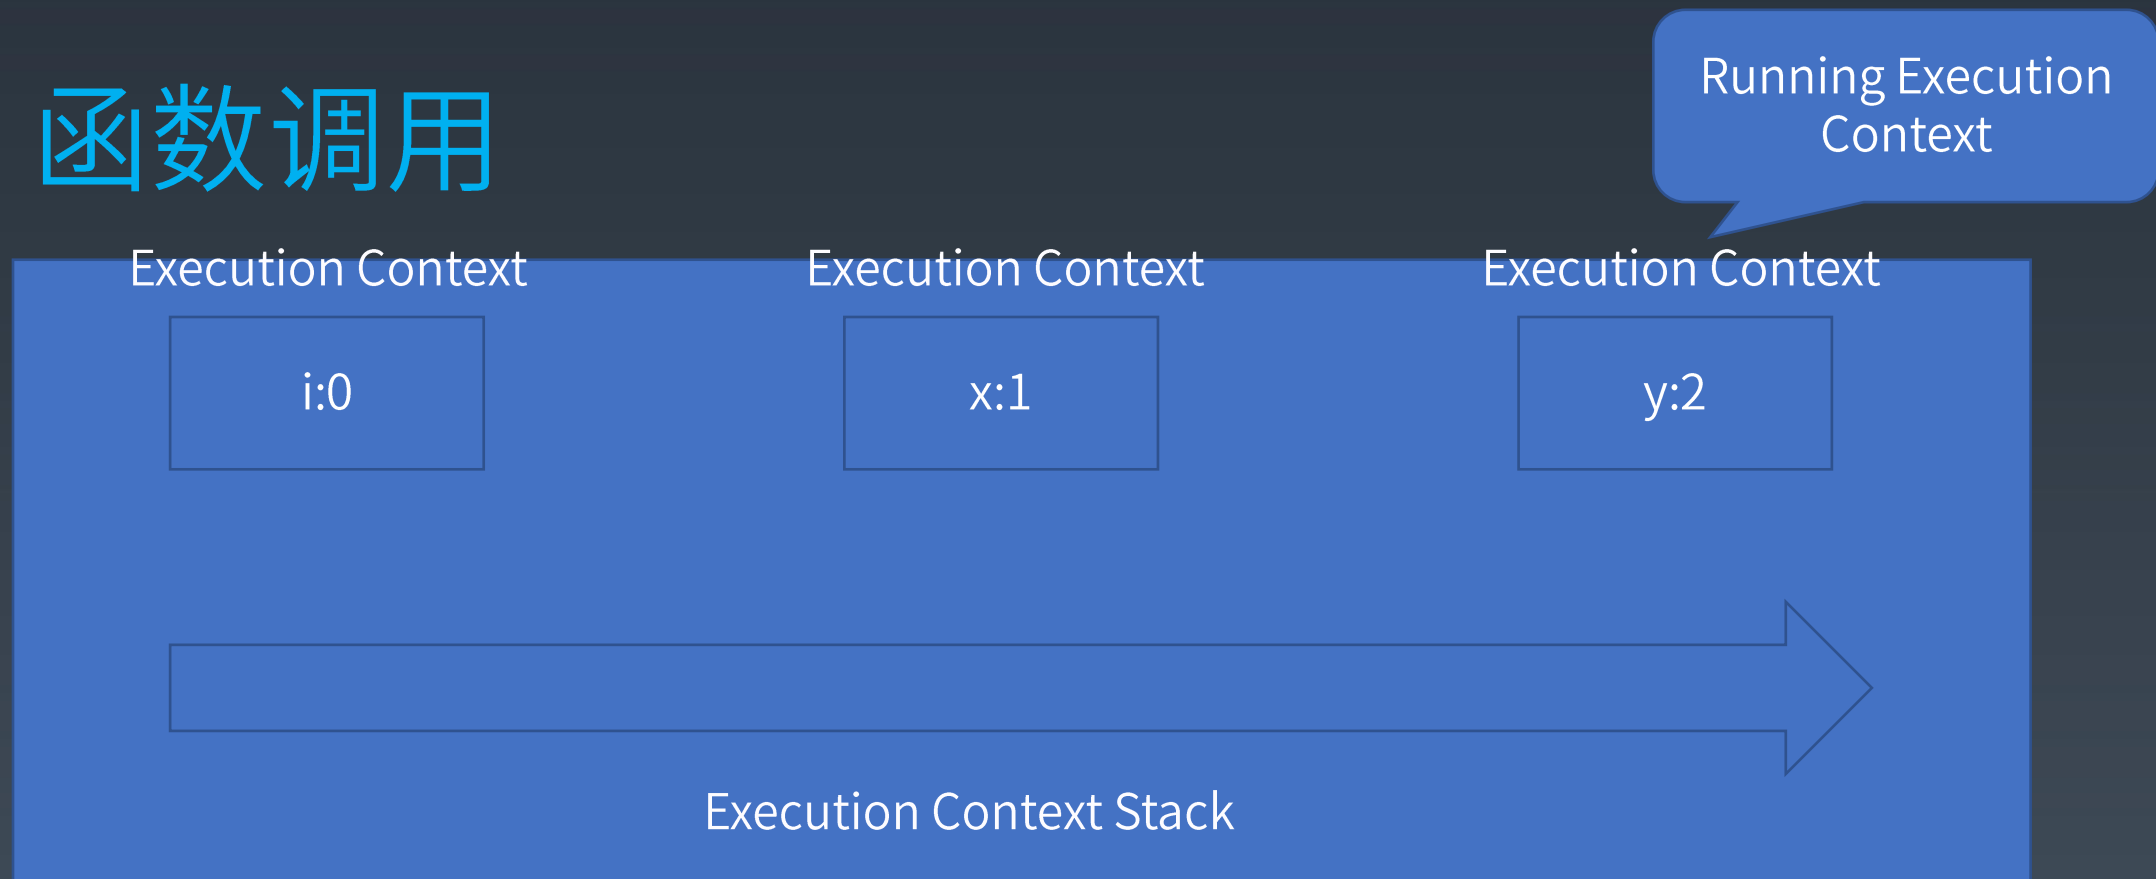 函数调用
Running Execution
Context
Execution Context
Execution Context
Execution Context
i:0
x:1
y:2
Execution Context Stack